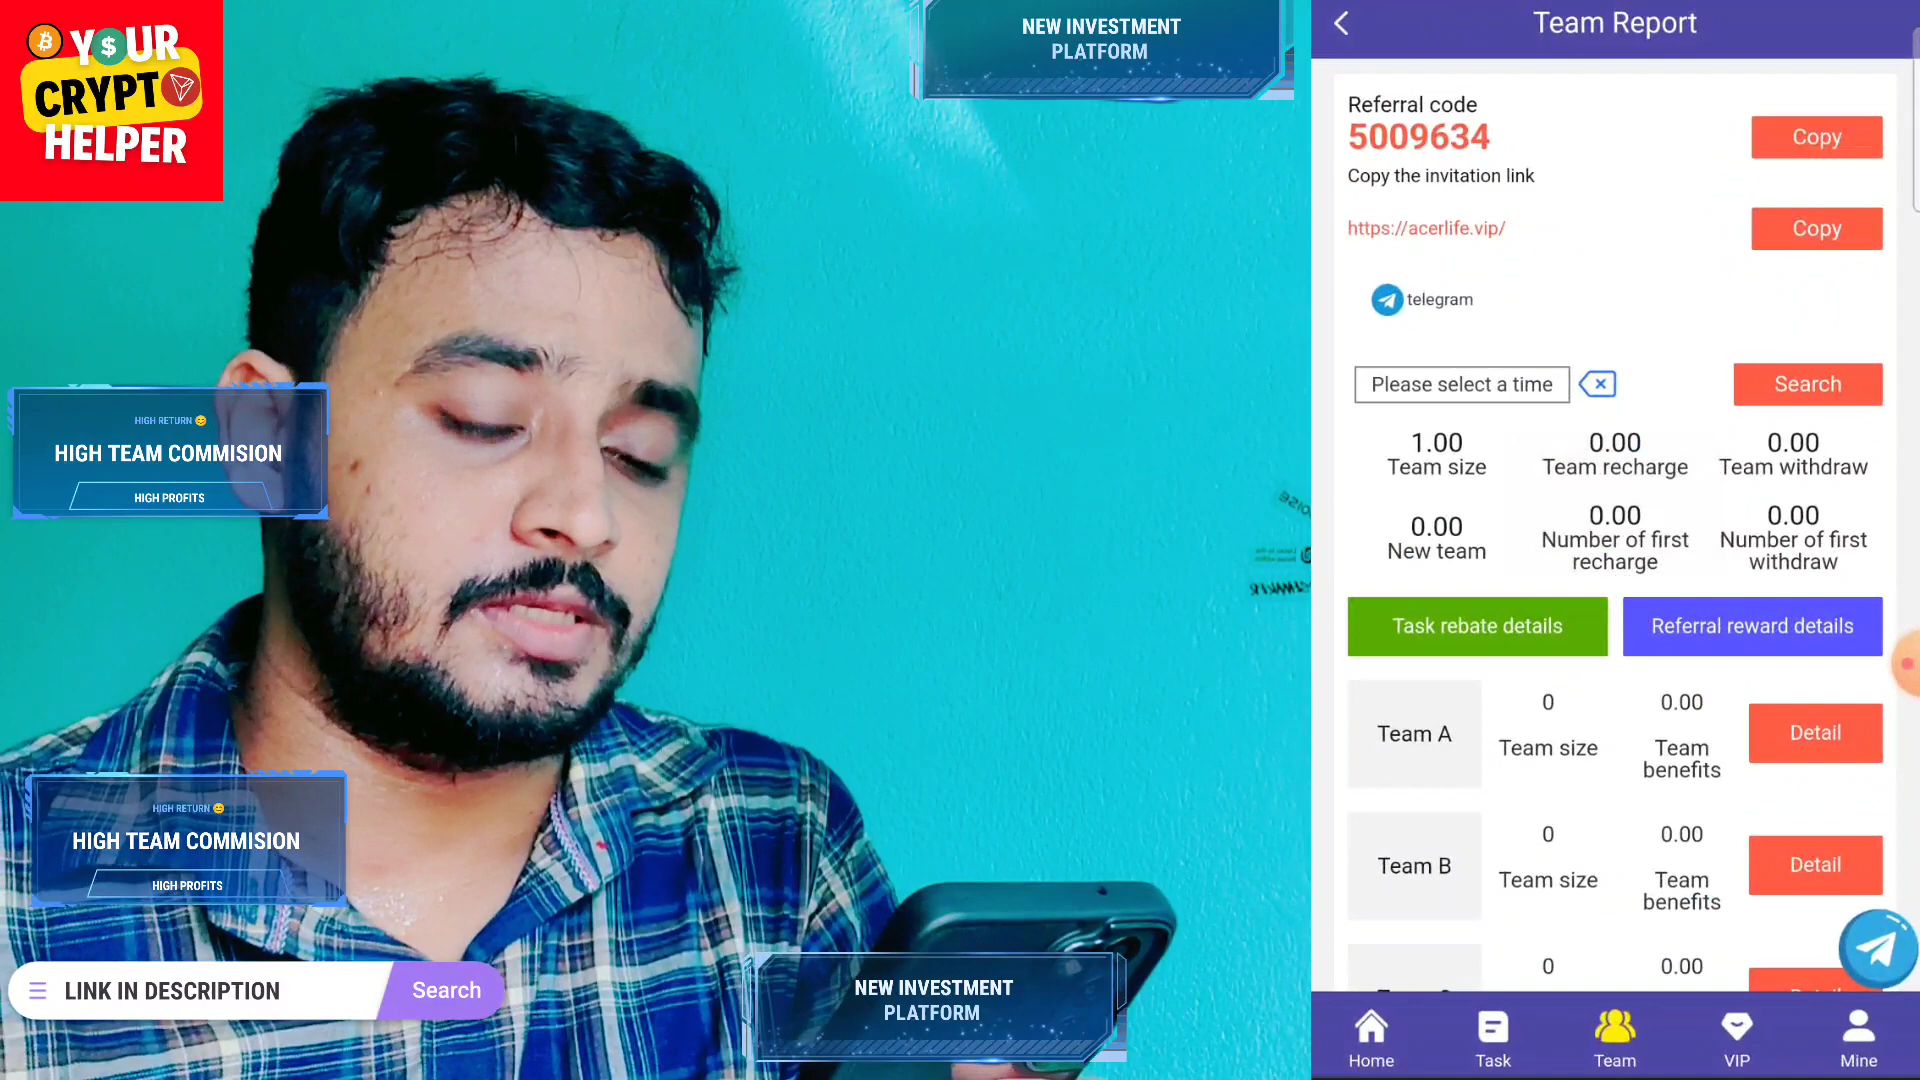 Y$UR
CRYPT
HELPER
NEW INVESTMENT
PLATFORM
HIGH RETURN 😊
HIGH TEAM COMMISION
HIGH PROFITS
HIGH RETURN 😊
HIGH TEAM COMMISION
HIGH PROFITS
LINK IN DESCRIPTION
Search
NEW INVESTMENT
PLATFORM
Team Report
Referral code
5009634
Copy
Copy the invitation link
https://acerlife.vip/
Copy
telegram
Please select a time
Search
1.00
Team size
0.00
Team recharge
0.00
Team withdraw
0.00
New team
0.00
Number of first
recharge
0.00
Number of first
withdraw
Task rebate details
Referral reward details
Team A
0
Team size
0.00
Team
benefits
Detail
Team B
0
Team size
0.00
Team
benefits
Detail
0
0.00
Home
Task
Team
VIP
Mine